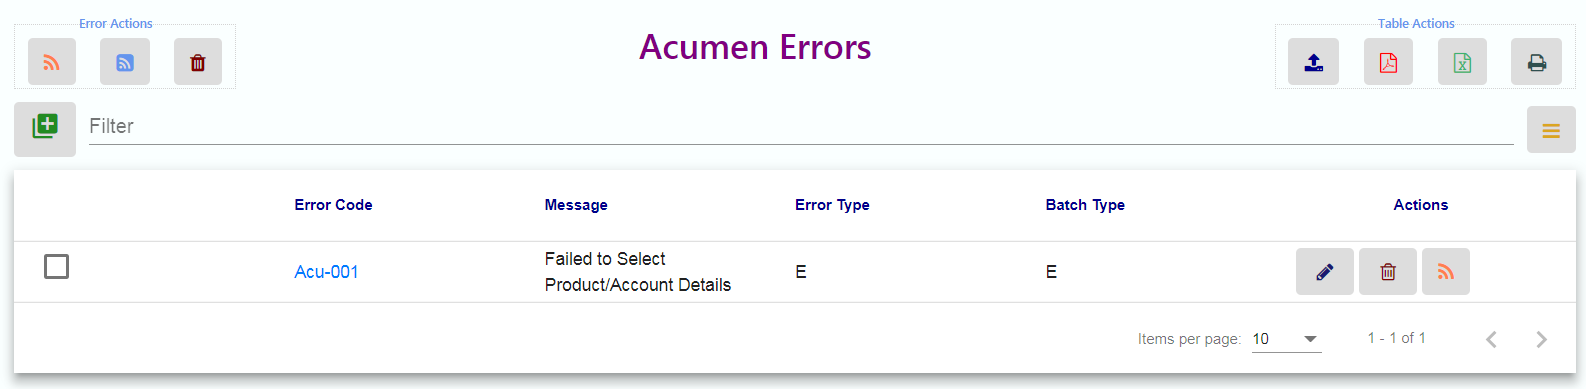 Error Actions
Acumen Errors
Table Actions
Filter
Error Code Message Error Type Batch Type Actions
Acu-001 Failed to Select Product/Account Details E E
Items per page: 10 1 - 1 of 1